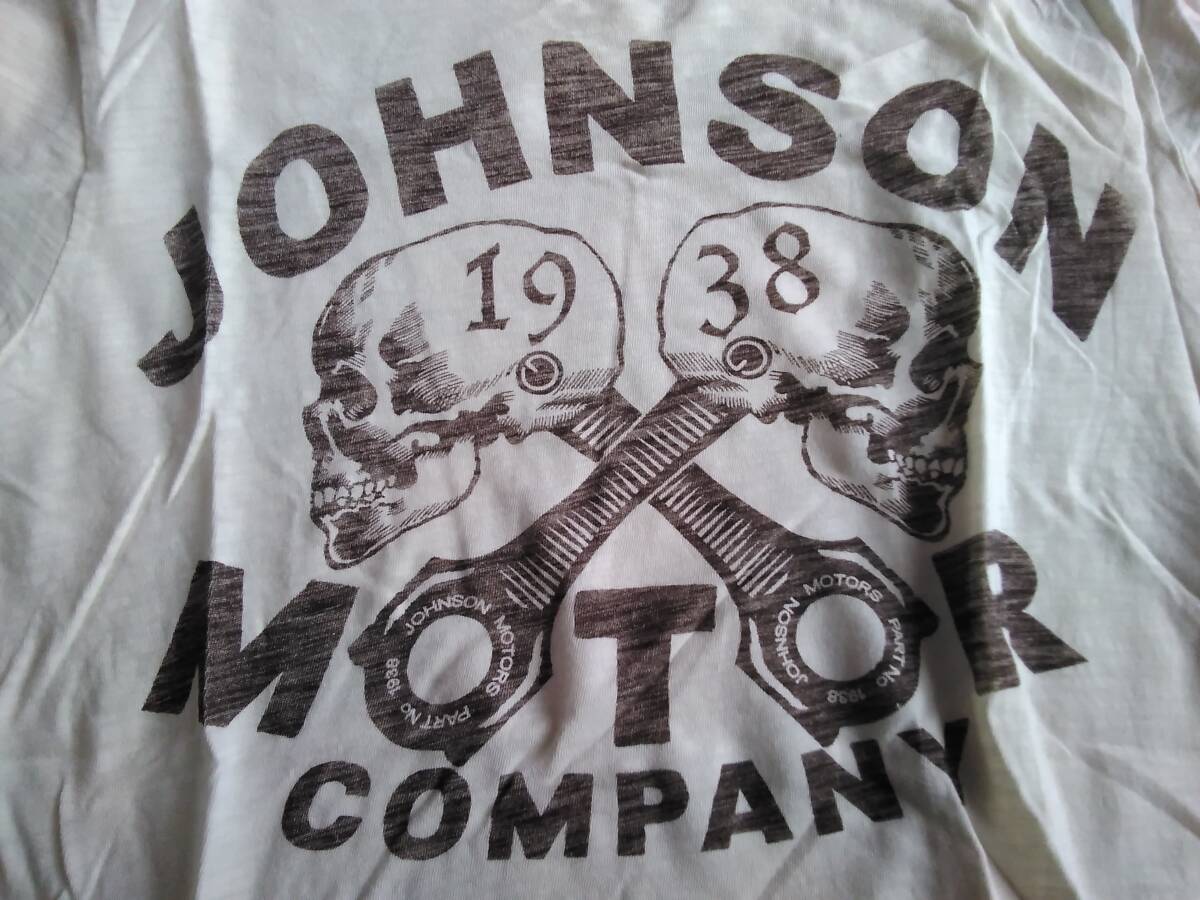 JOHNSON
19 38
MOTOR
JOHNSON MOTORS
PART No 1938
JOHNSON MOTORS
PART No 1938
COMPANY